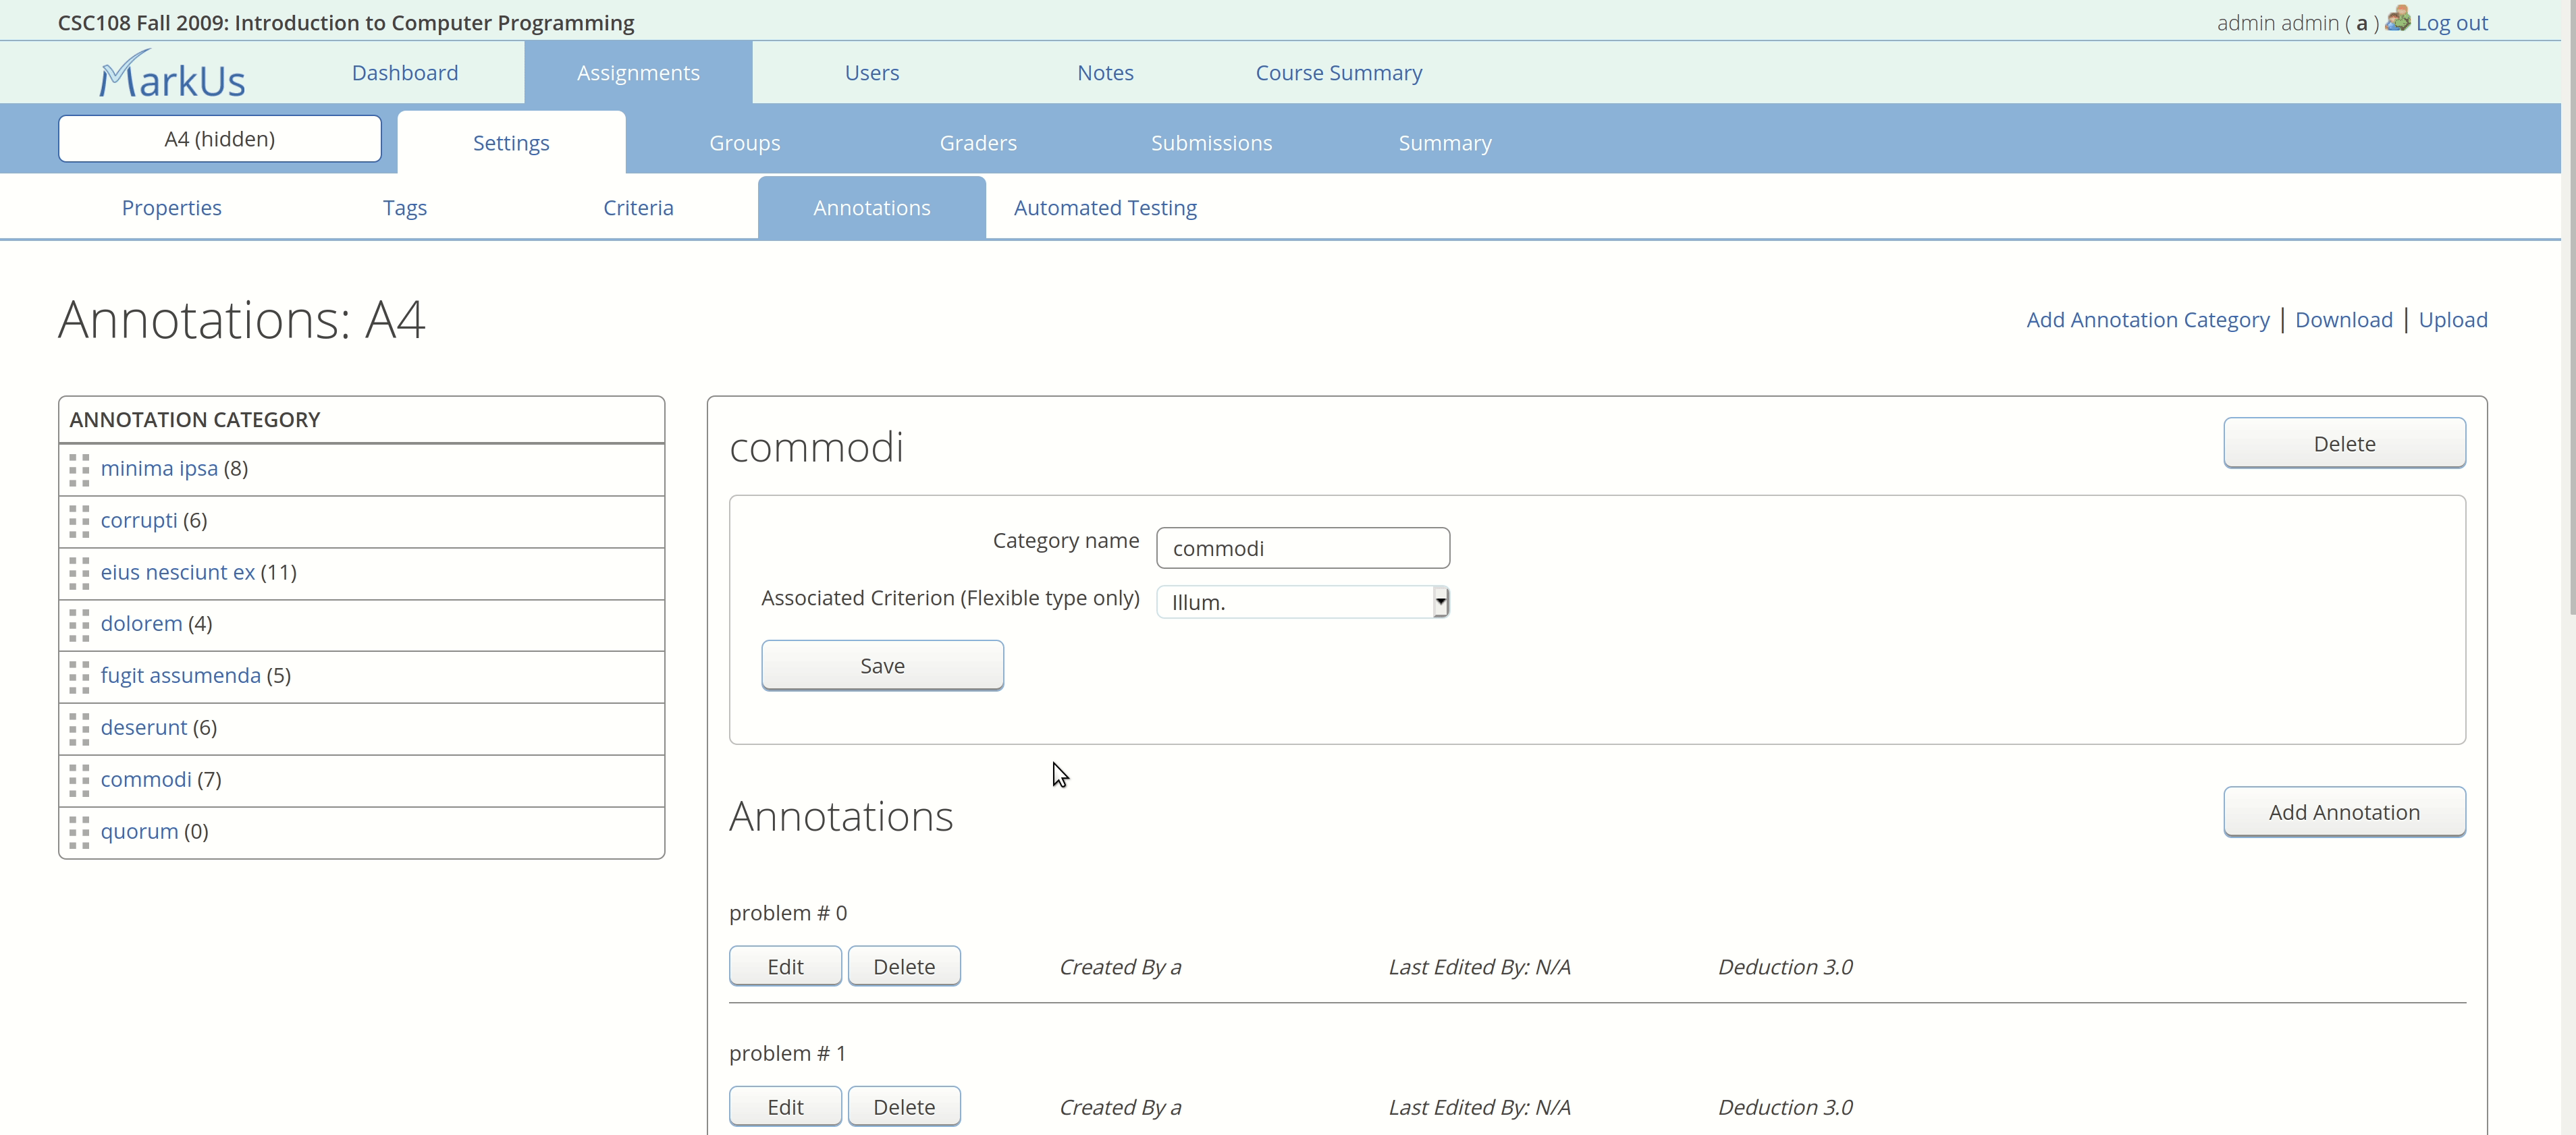 CSC108 Fall 2009: Introduction to Computer Programming
admin admin ( a ) Log out
MarkUs Dashboard Assignments Users Notes Course Summary
A4 (hidden) Settings Groups Graders Submissions Summary
Properties Tags Criteria Annotations Automated Testing
Annotations: A4
Add Annotation Category | Download | Upload
ANNOTATION CATEGORY
minima ipsa (8)
corrupti (6)
eius nesciunt ex (11)
dolorem (4)
fugit assumenda (5)
deserunt (6)
commodi (7)
quorum (0)
commodi
Delete
Category name commodi
Associated Criterion (Flexible type only) Illum.
Save
Annotations
Add Annotation
problem # 0
Edit Delete Created By a Last Edited By: N/A Deduction 3.0
problem # 1
Edit Delete Created By a Last Edited By: N/A Deduction 3.0